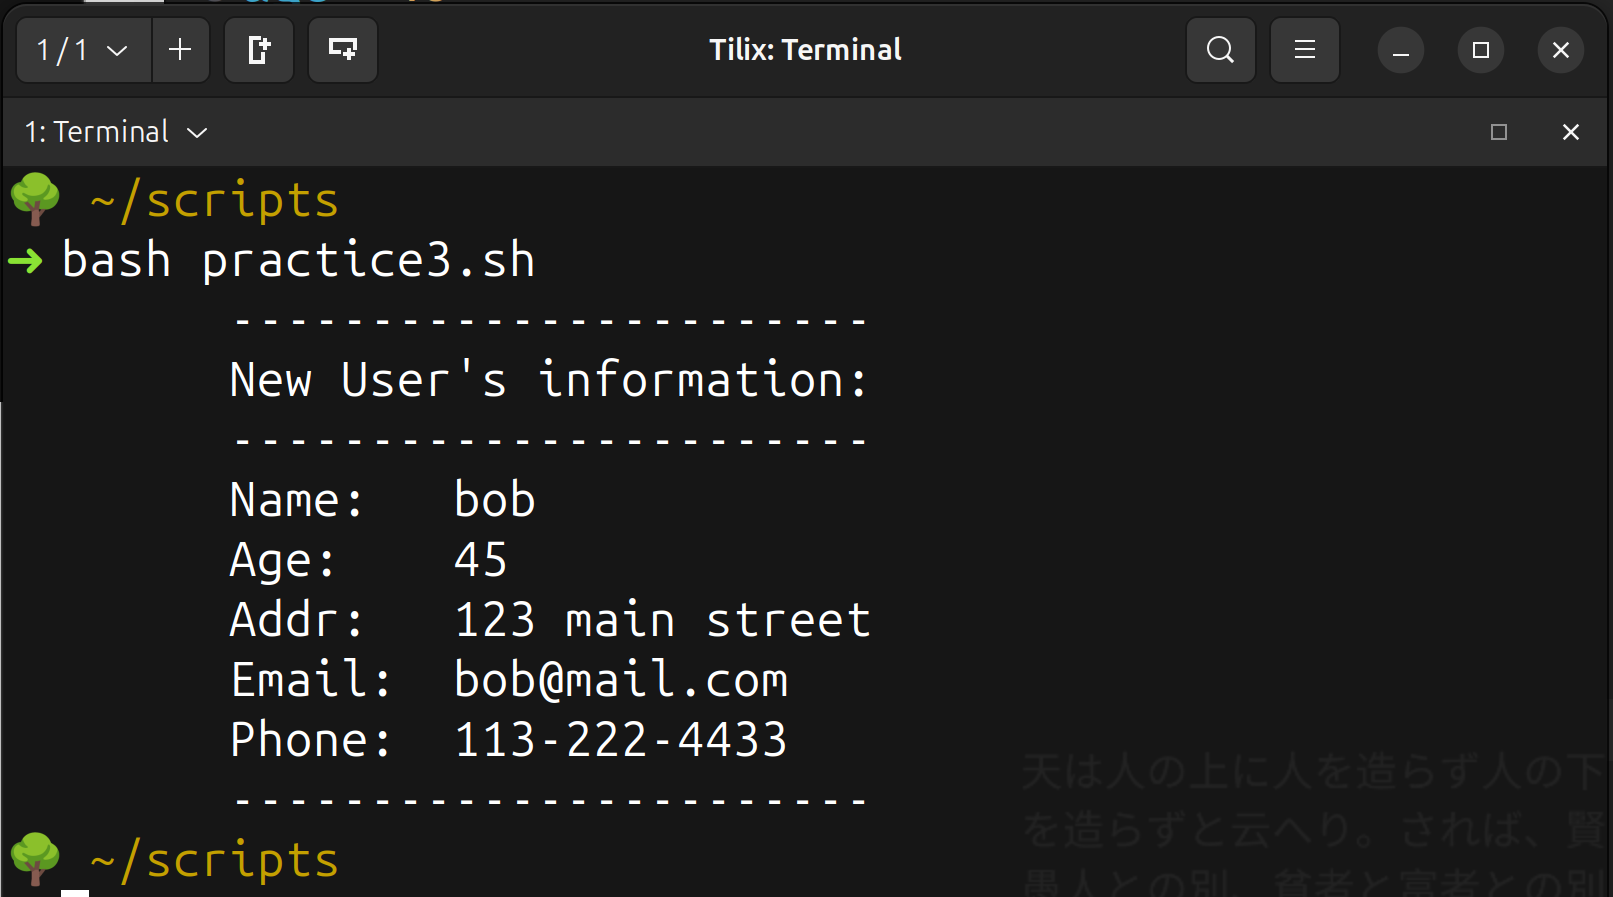 1 / 1
Tilix: Terminal
1: Terminal
~/scripts
➜ bash practice3.sh
-----------------------
New User's information:
-----------------------
Name: bob
Age: 45
Addr: 123 main street
Email: bob@mail.com
Phone: 113-222-4433
-----------------------
~/scripts
天は人の上に人を造らず人の下
を造らずと云へり。されば、賢
愚人との別、貧者と富者との別